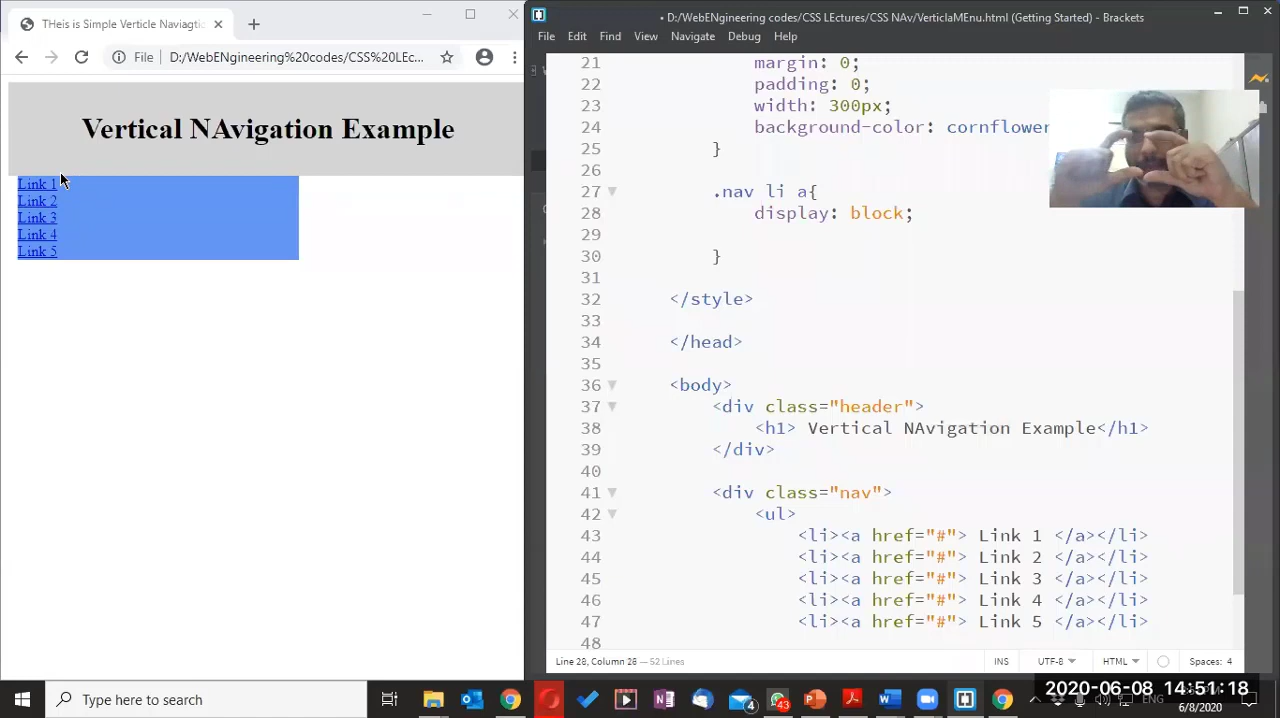 THeis is Simple Verticle Naviagtic
D:/WebENgineering codes/CSS LEctures/CSS NAv/VerticlaMEnu.html (Getting Started) - Brackets
File Edit Find View Navigate Debug Help
File D:/WebENgineering%20codes/CSS%20LEc...
Vertical NAvigation Example
Link 1
Link 2
Link 3
Link 4
Link 5
21 margin: 0;
22 padding: 0;
23 width: 300px;
24 background-color: cornflower
25 }
26
27 .nav li a{
28 display: block;
29
30 }
31
32 </style>
33
34 </head>
35
36 <body>
37 <div class="header">
38 <h1> Vertical NAvigation Example</h1>
39 </div>
40
41 <div class="nav">
42 <ul>
43 <li><a href="#"> Link 1 </a></li>
44 <li><a href="#"> Link 2 </a></li>
45 <li><a href="#"> Link 3 </a></li>
46 <li><a href="#"> Link 4 </a></li>
47 <li><a href="#"> Link 5 </a></li>
48
Line 28, Column 28 — 52 Lines INS UTF-8 HTML Spaces: 4
Type here to search
4
43
2020-06-08 14:51:18
ENG
6/8/2020